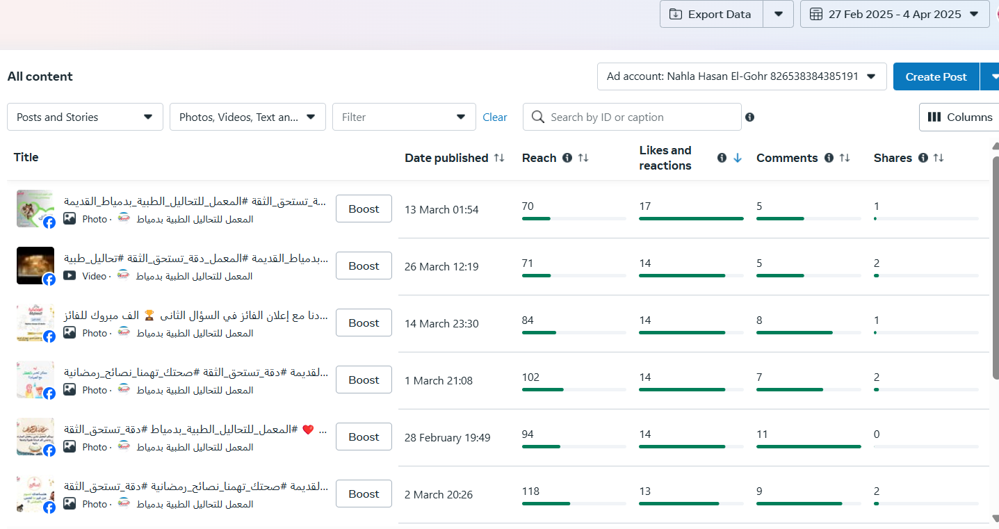 Export Data
27 Feb 2025 - 4 Apr 2025
All content
Ad account: Nahla Hasan El-Gohr 826538384385191
Create Post
Posts and Stories
Photos, Videos, Text an...
Filter
Clear
Search by ID or caption
Columns
Title
Date published
Reach
Likes and reactions
Comments
Shares
ة_تستحق_الثقة #المعمل_للتحاليل_الطبية_بدمياط_القديمة...
Photo · المعمل للتحاليل الطبية بدمياط
Boost
13 March 01:54
70
17
5
1
بدمياط_القديمة #المعمل_دقة_تستحق_الثقة #تحاليل_طبية...
Video · المعمل للتحاليل الطبية بدمياط
Boost
26 March 12:19
71
14
5
2
دنا مع إعلان الفائز في السؤال الثانى 🏆 الف مبروك للفائز...
Photo · المعمل للتحاليل الطبية بدمياط
Boost
14 March 23:30
84
14
8
1
لقديمة #دقة_تستحق_الثقة #صحتك_تهمنا_نصائح_رمضانية...
Photo · المعمل للتحاليل الطبية بدمياط
Boost
1 March 21:08
102
14
7
2
❤️ #المعمل_للتحاليل_الطبية_بدمياط #دقة_تستحق_الثقة ...
Photo · المعمل للتحاليل الطبية بدمياط
Boost
28 February 19:49
94
14
11
0
لقديمة #صحتك_تهمنا_نصائح_رمضانية #دقة_تستحق_الثقة...
Photo · المعمل للتحاليل الطبية بدمياط
Boost
2 March 20:26
118
13
9
2